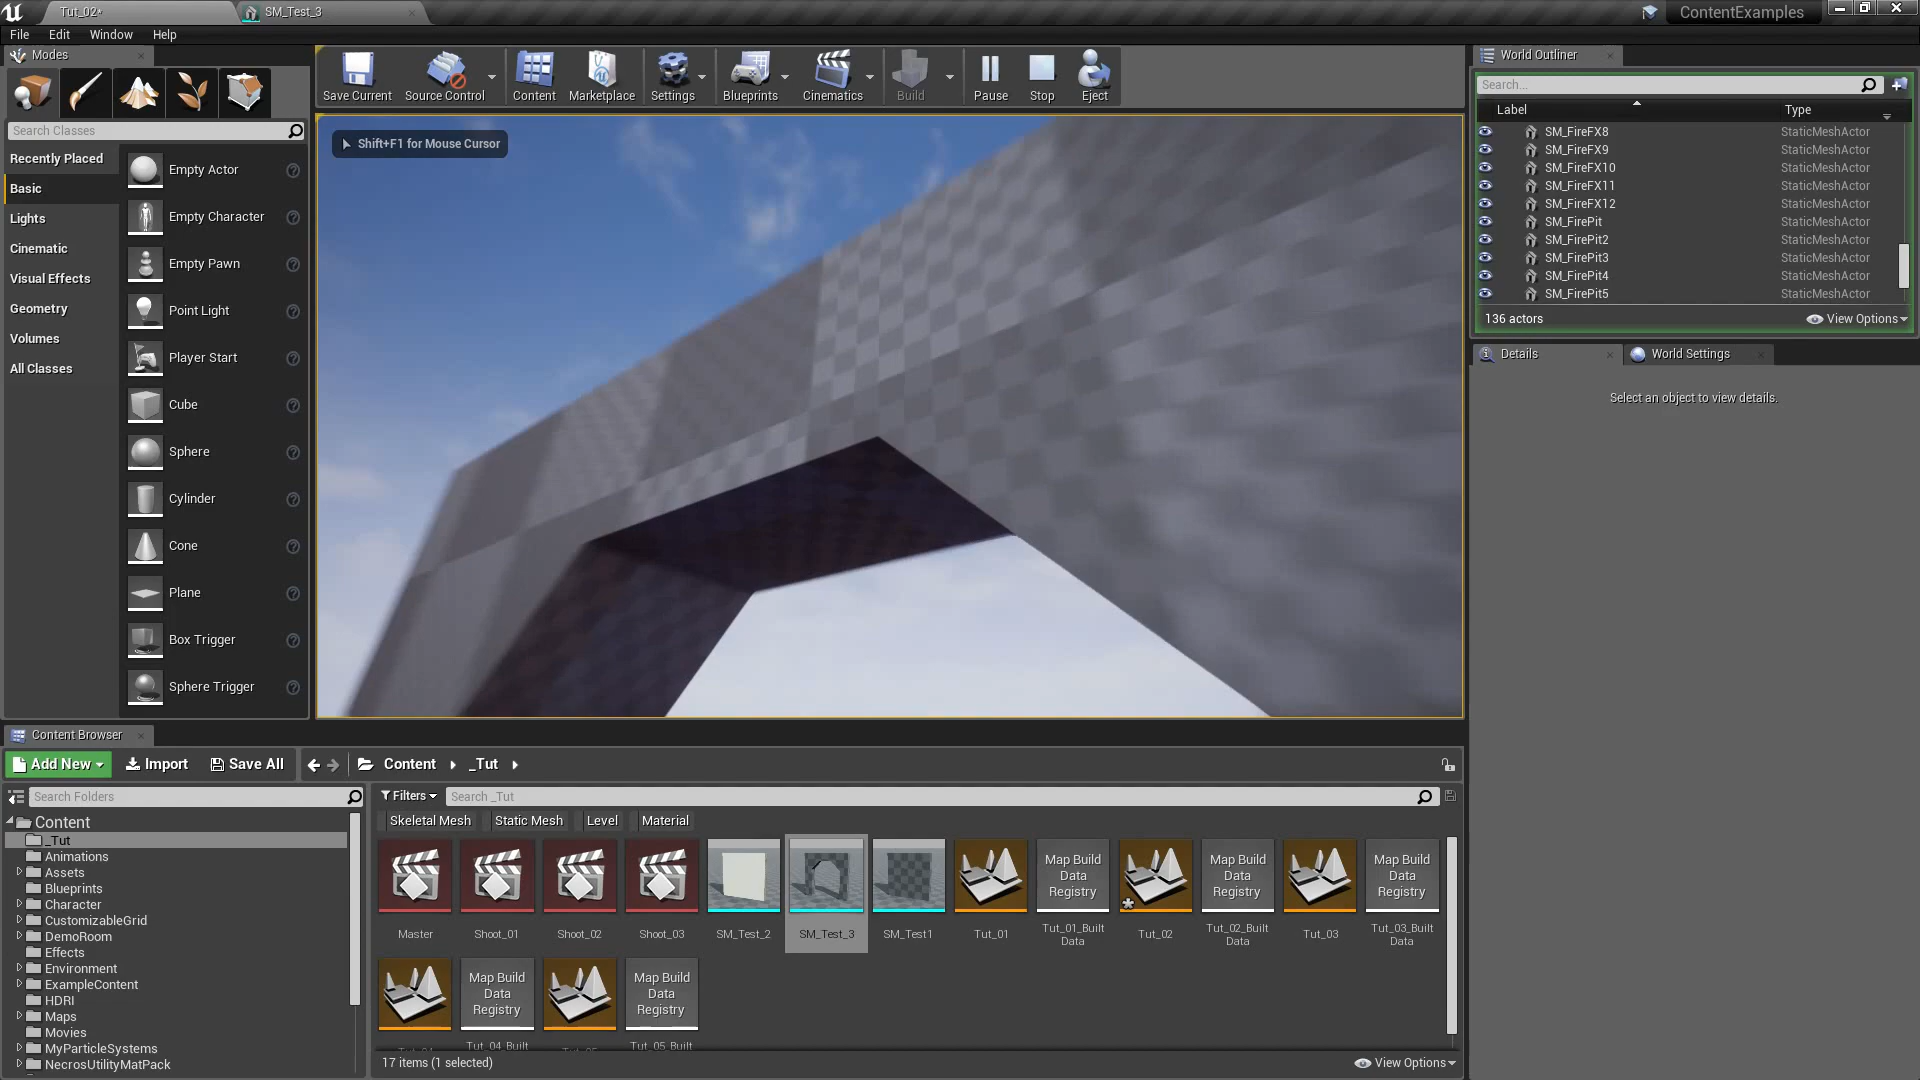 Tut_02*
SM_Test_3
ContentExamples
File Edit Window Help
Modes
Search Classes
Recently Placed
Basic
Lights
Cinematic
Visual Effects
Geometry
Volumes
All Classes
Empty Actor
Empty Character
Empty Pawn
Point Light
Player Start
Cube
Sphere
Cylinder
Cone
Plane
Box Trigger
Sphere Trigger
Save Current
Source Control
Content
Marketplace
Settings
Blueprints
Cinematics
Build
Pause
Stop
Eject
Shift+F1 for Mouse Cursor
World Outliner
Search...
Label Type
SM_FireFX8 StaticMeshActor
SM_FireFX9 StaticMeshActor
SM_FireFX10 StaticMeshActor
SM_FireFX11 StaticMeshActor
SM_FireFX12 StaticMeshActor
SM_FirePit StaticMeshActor
SM_FirePit2 StaticMeshActor
SM_FirePit3 StaticMeshActor
SM_FirePit4 StaticMeshActor
SM_FirePit5 StaticMeshActor
136 actors
View Options
Details
World Settings
Select an object to view details.
Content Browser
Add New
Import
Save All
Content
_Tut
Search Folders
Content
_Tut
Animations
Assets
Blueprints
Character
CustomizableGrid
DemoRoom
Effects
Environment
ExampleContent
HDRI
Maps
Movies
MyParticleSystems
NecrosUtilityMatPack
Filters
Search _Tut
Skeletal Mesh
Static Mesh
Level
Material
Master
Shoot_01
Shoot_02
Shoot_03
SM_Test_2
SM_Test_3
SM_Test1
Tut_01
Map Build
Data
Registry
Tut_01_Built
Data
Tut_02
Map Build
Data
Registry
Tut_02_Built
Data
Tut_03
Map Build
Data
Registry
Tut_03_Built
Data
Map Build
Data
Registry
Tut_04_Built
Map Build
Data
Registry
Tut_05_Built
17 items (1 selected)
View Options